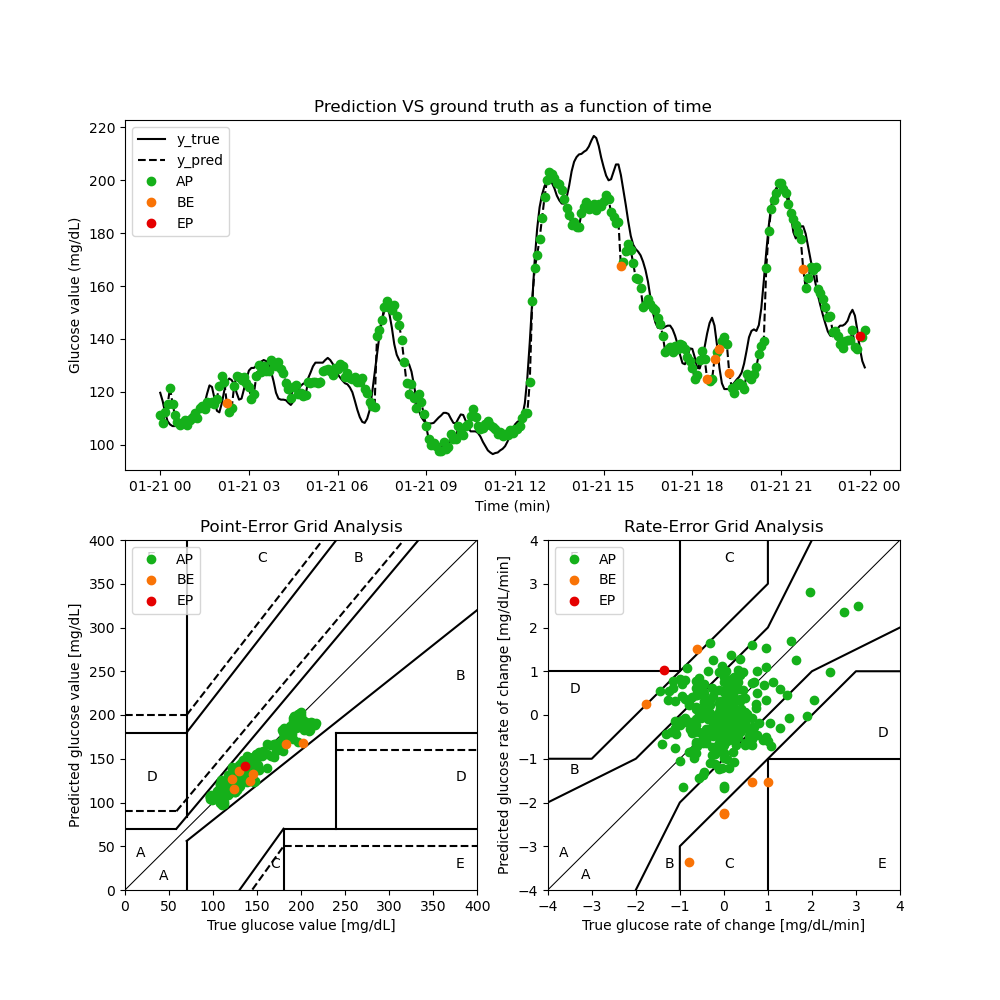 Prediction VS ground truth as a function of time
Glucose value (mg/dL)
220
200
180
160
140
120
100
y_true
y_pred
AP
BE
EP
01-21 00 01-21 03 01-21 06 01-21 09 01-21 12 01-21 15 01-21 18 01-21 21 01-22 00
Time (min)
Point-Error Grid Analysis
Predicted glucose value [mg/dL]
400
350
300
250
200
150
100
50
0
AP
BE
EP
C
B
B
D
D
A
A
C
E
0 50 100 150 200 250 300 350 400
True glucose value [mg/dL]
Rate-Error Grid Analysis
Predicted glucose rate of change [mg/dL/min]
4
3
2
1
0
−1
−2
−3
−4
AP
BE
EP
C
D
D
B
A
A
B
C
E
−4 −3 −2 −1 0 1 2 3 4
True glucose rate of change [mg/dL/min]